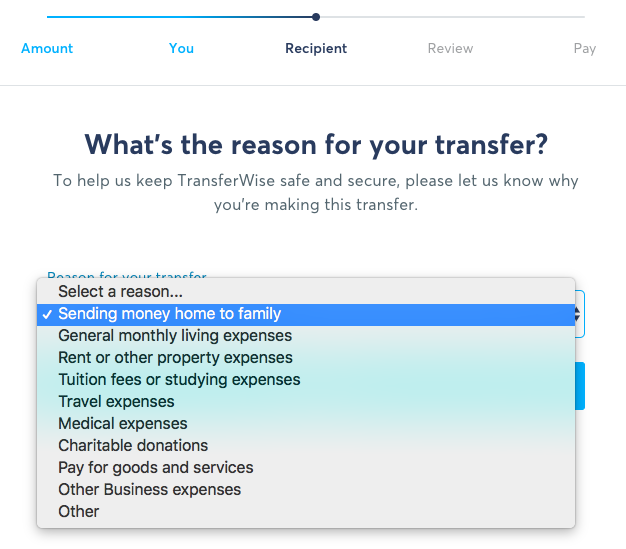 Amount You Recipient Review Pay
What's the reason for your transfer?
To help us keep TransferWise safe and secure, please let us know why
you're making this transfer.
Reason for your transfer
Select a reason...
✓ Sending money home to family
General monthly living expenses
Rent or other property expenses
Tuition fees or studying expenses
Travel expenses
Medical expenses
Charitable donations
Pay for goods and services
Other Business expenses
Other